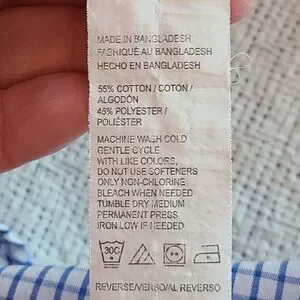 MADE IN BANGLADESH
FABRIQUÉ AU BANGLADESH
HECHO EN BANGLADESH
55% COTTON / COTON /
ALGODÓN
45% POLYESTER /
POLIÉSTER
MACHINE WASH COLD
GENTLE CYCLE
WITH LIKE COLORS,
DO NOT USE SOFTENERS
ONLY NON-CHLORINE
BLEACH WHEN NEEDED
TUMBLE DRY MEDIUM
PERMANENT PRESS
IRON LOW IF NEEDED
30C
REVERSE/VERSO/AL REVERSO